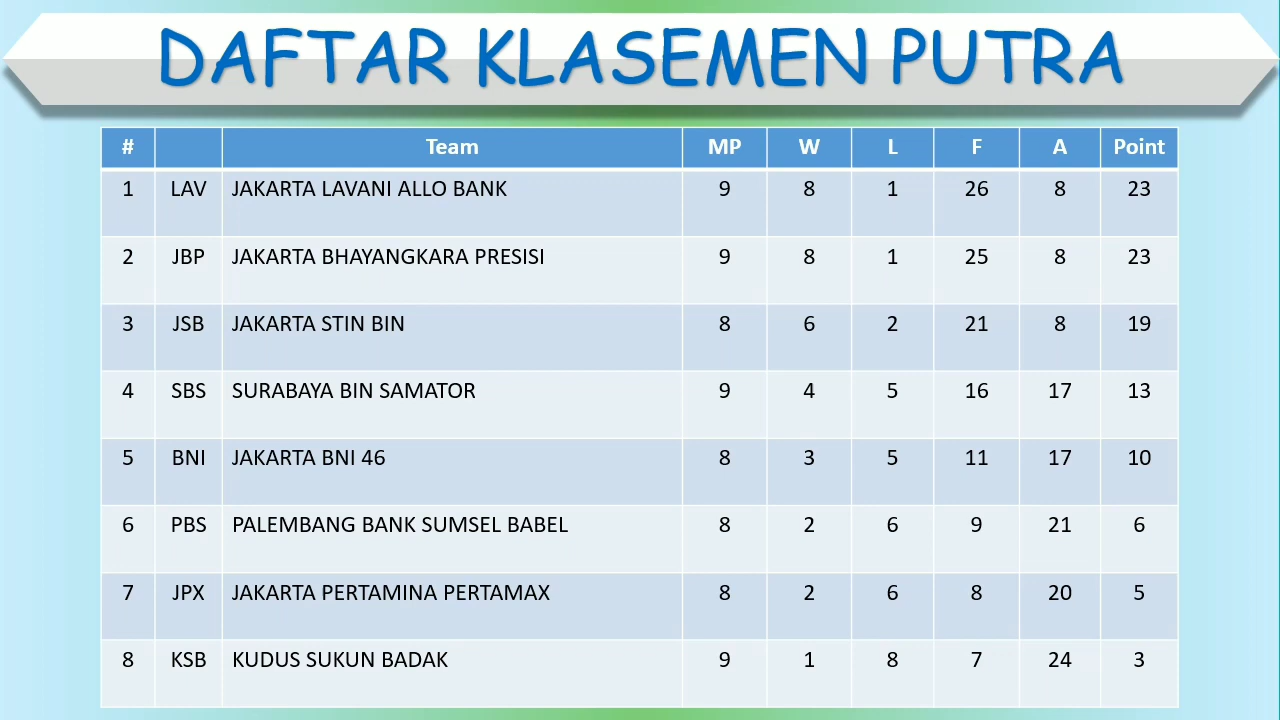 DAFTAR KLASEMEN PUTRA
# Team MP W L F A Point
1 LAV JAKARTA LAVANI ALLO BANK 9 8 1 26 8 23
2 JBP JAKARTA BHAYANGKARA PRESISI 9 8 1 25 8 23
3 JSB JAKARTA STIN BIN 8 6 2 21 8 19
4 SBS SURABAYA BIN SAMATOR 9 4 5 16 17 13
5 BNI JAKARTA BNI 46 8 3 5 11 17 10
6 PBS PALEMBANG BANK SUMSEL BABEL 8 2 6 9 21 6
7 JPX JAKARTA PERTAMINA PERTAMAX 8 2 6 8 20 5
8 KSB KUDUS SUKUN BADAK 9 1 8 7 24 3